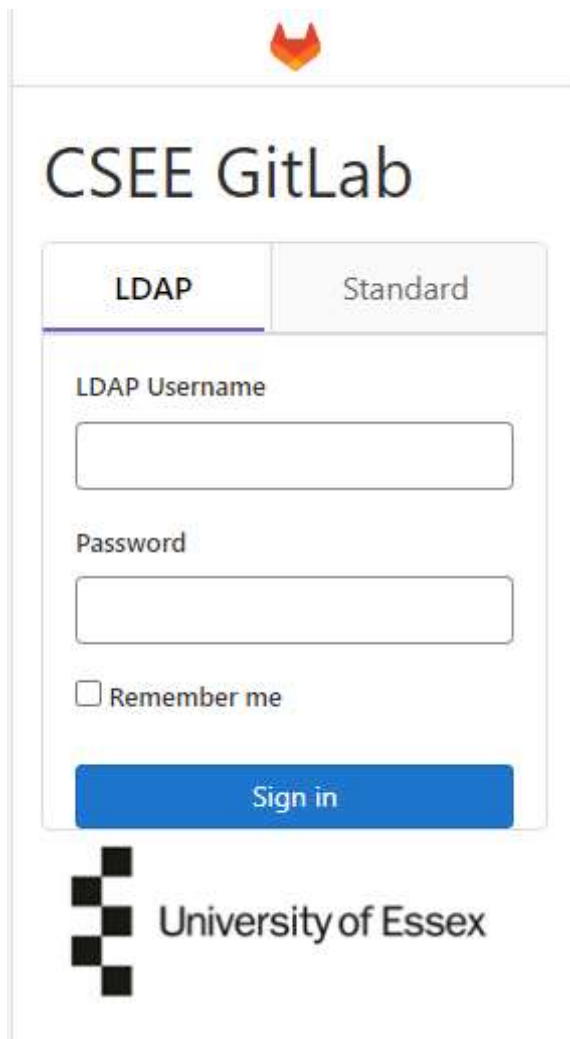 CSEE GitLab
LDAP Standard
LDAP Username
Password
Remember me
Sign in
University of Essex